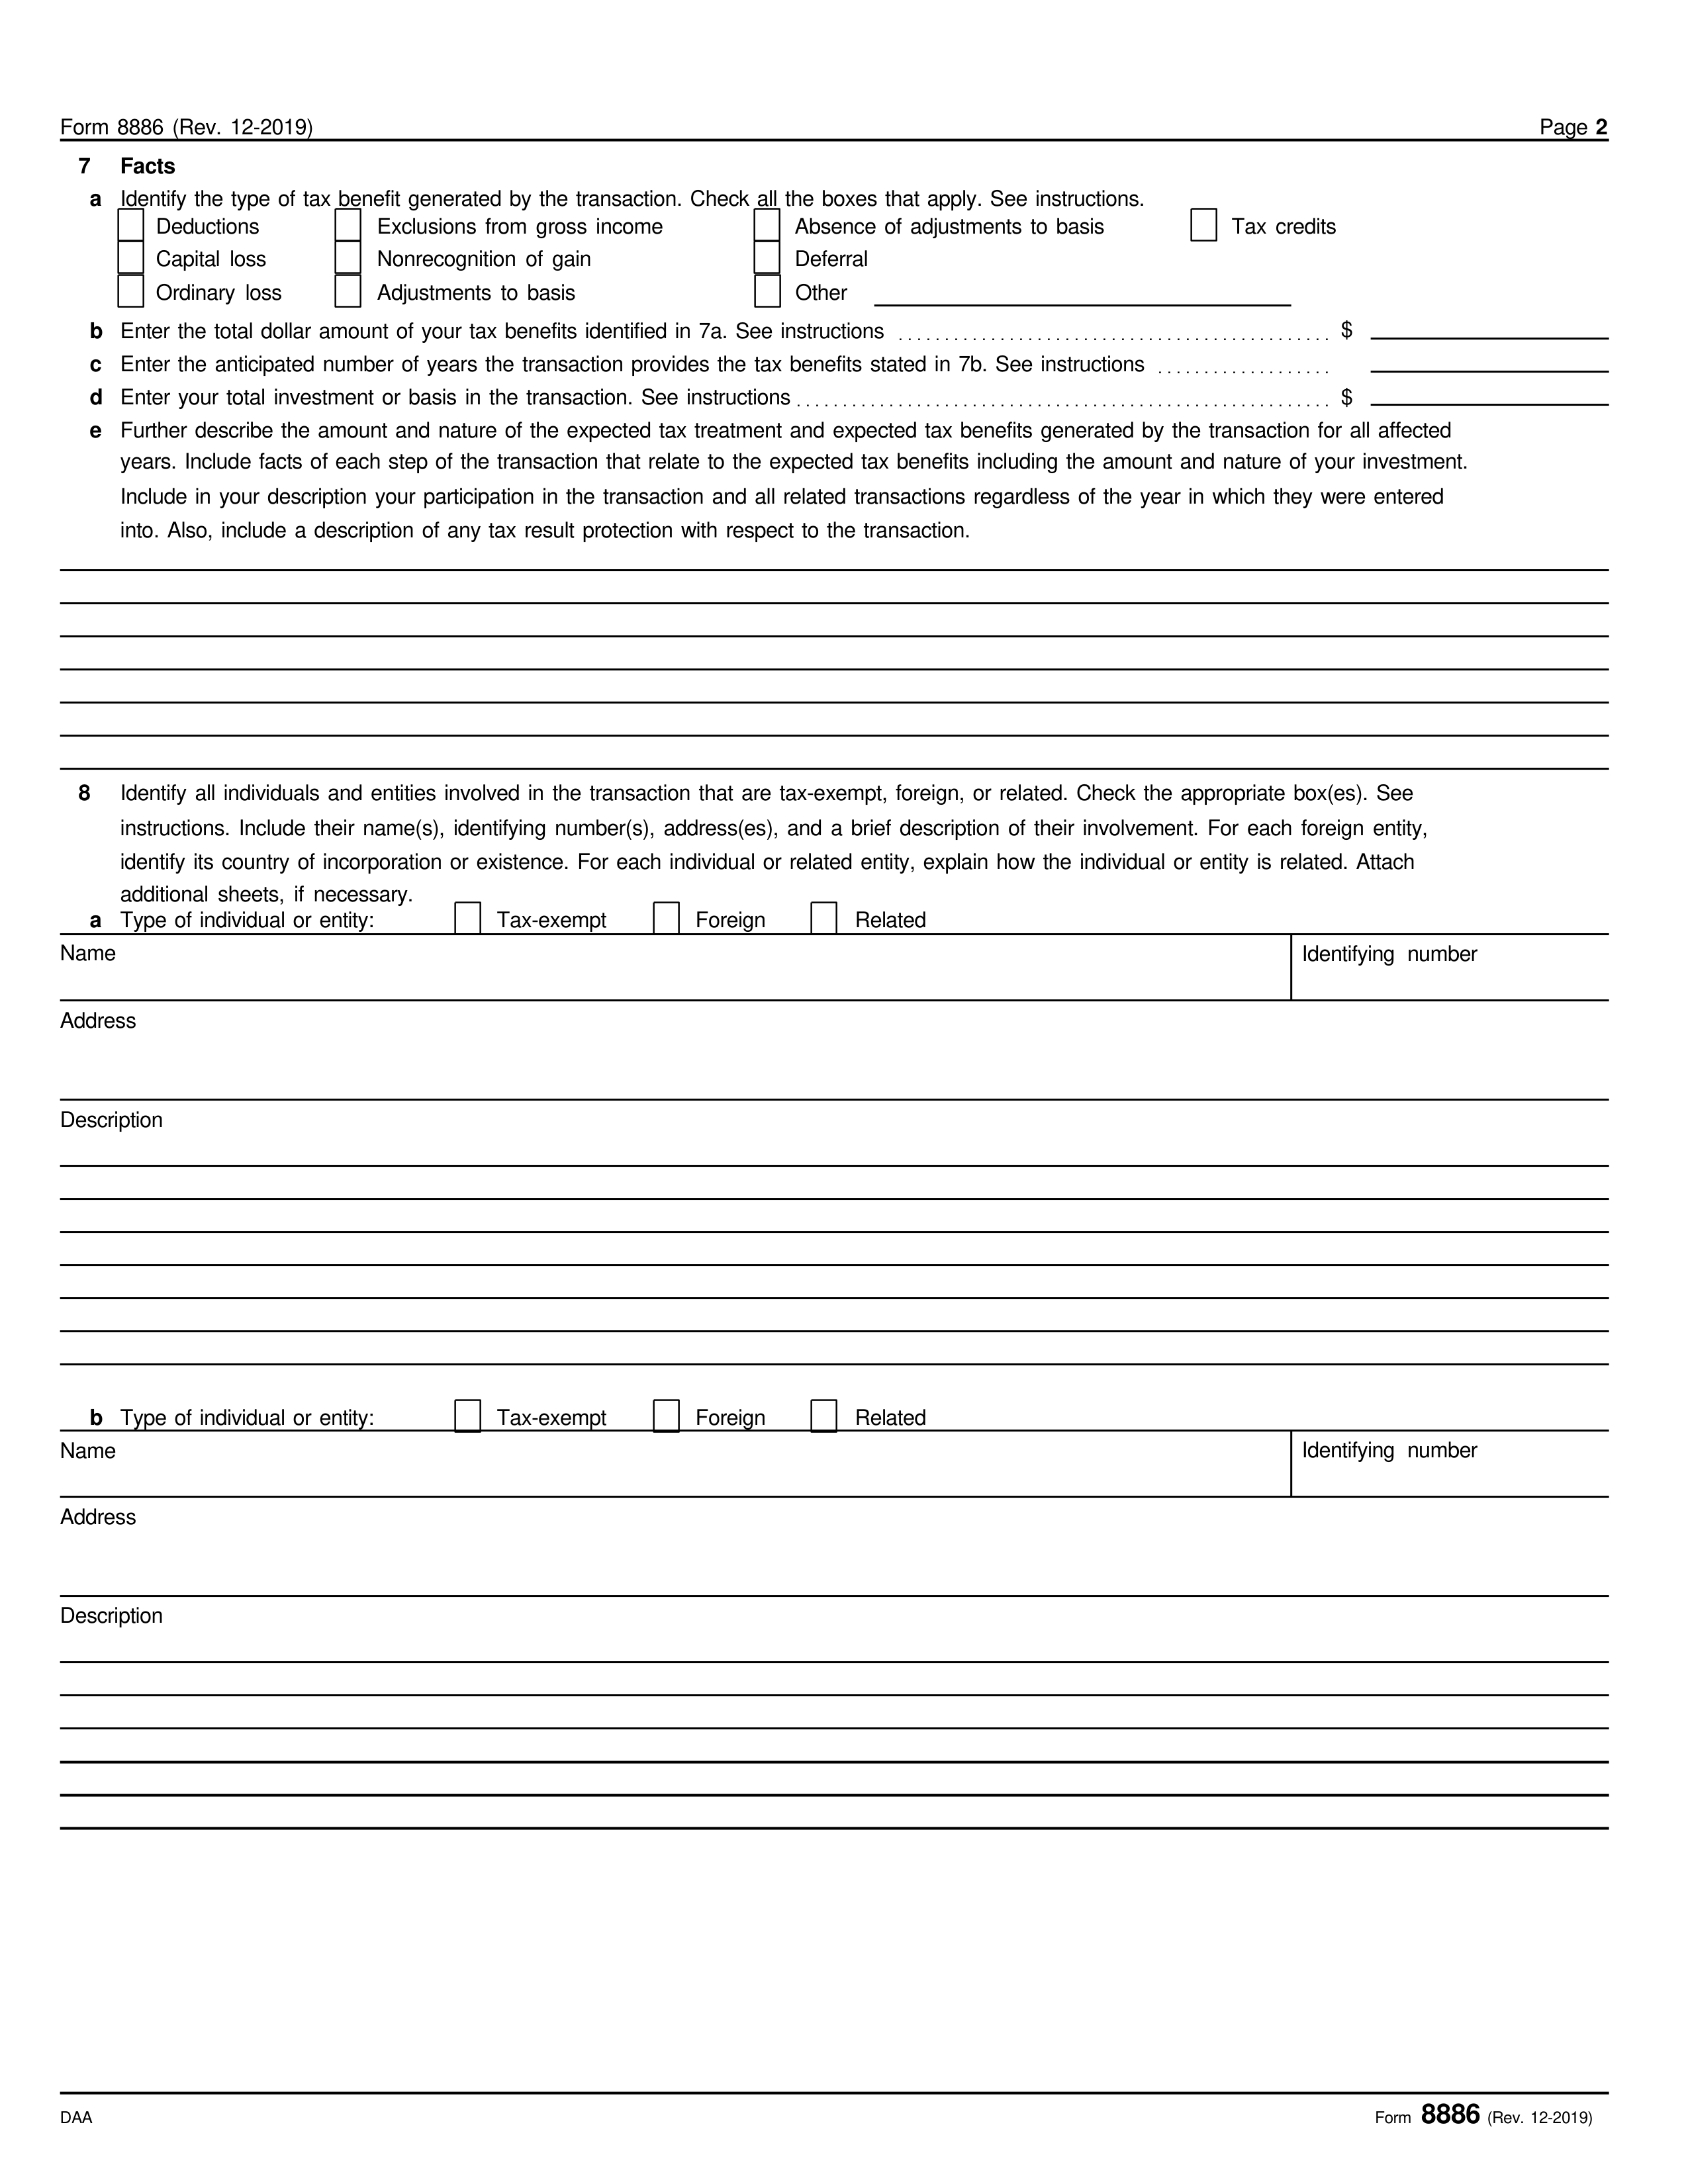 Form 8886 (Rev. 12-2019) Page 2
7 Facts
a Identify the type of tax benefit generated by the transaction. Check all the boxes that apply. See instructions.
Deductions Exclusions from gross income Absence of adjustments to basis Tax credits
Capital loss Nonrecognition of gain Deferral
Ordinary loss Adjustments to basis Other
b Enter the total dollar amount of your tax benefits identified in 7a. See instructions $
c Enter the anticipated number of years the transaction provides the tax benefits stated in 7b. See instructions
d Enter your total investment or basis in the transaction. See instructions $
e Further describe the amount and nature of the expected tax treatment and expected tax benefits generated by the transaction for all affected
years. Include facts of each step of the transaction that relate to the expected tax benefits including the amount and nature of your investment.
Include in your description your participation in the transaction and all related transactions regardless of the year in which they were entered
into. Also, include a description of any tax result protection with respect to the transaction.
8 Identify all individuals and entities involved in the transaction that are tax-exempt, foreign, or related. Check the appropriate box(es). See
instructions. Include their name(s), identifying number(s), address(es), and a brief description of their involvement. For each foreign entity,
identify its country of incorporation or existence. For each individual or related entity, explain how the individual or entity is related. Attach
additional sheets, if necessary.
a Type of individual or entity: Tax-exempt Foreign Related
Name Identifying number
Address
Description
b Type of individual or entity: Tax-exempt Foreign Related
Name Identifying number
Address
Description
DAA Form 8886 (Rev. 12-2019)